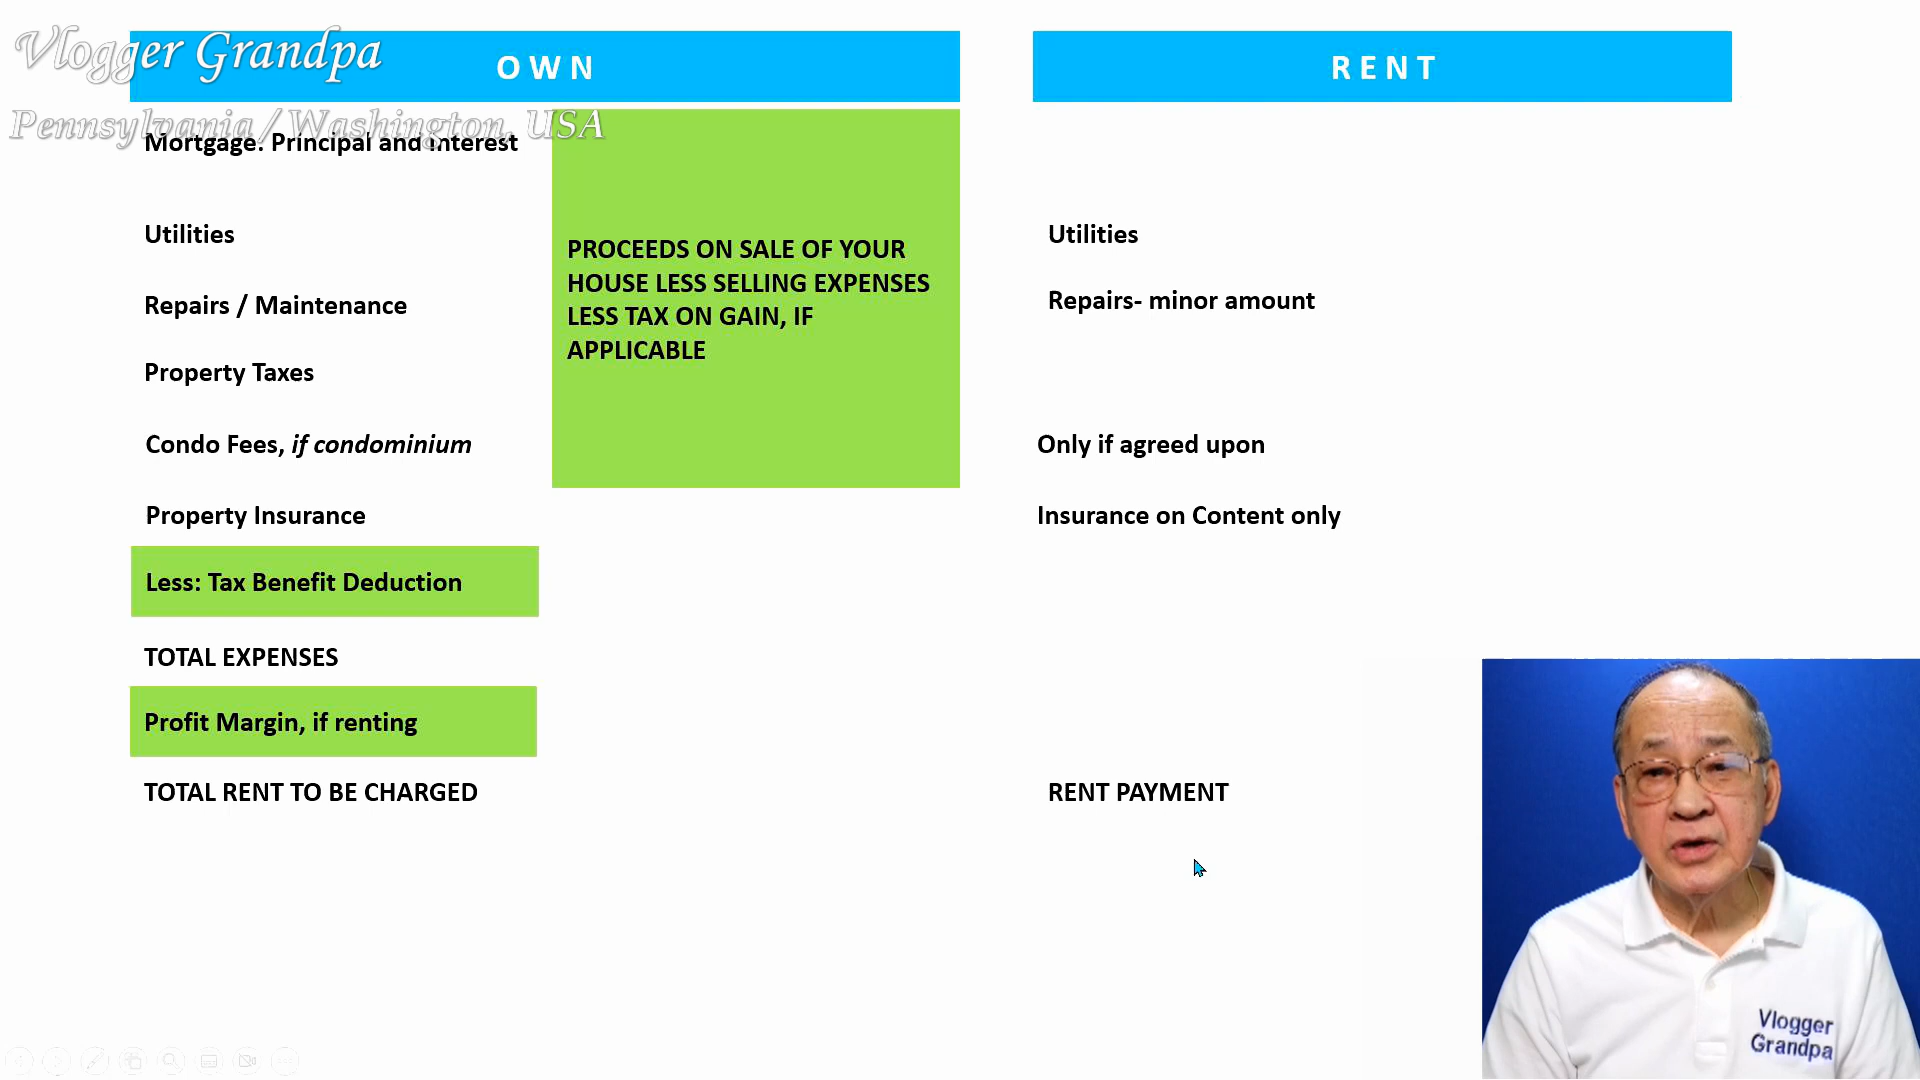 Vlogger Grandpa
Pennsylvania / Washington, USA
OWN
RENT
Mortgage: Principal and Interest
Utilities
Repairs / Maintenance
Property Taxes
Condo Fees, if condominium
Property Insurance
Less: Tax Benefit Deduction
TOTAL EXPENSES
Profit Margin, if renting
TOTAL RENT TO BE CHARGED
PROCEEDS ON SALE OF YOUR
HOUSE LESS SELLING EXPENSES
LESS TAX ON GAIN, IF
APPLICABLE
Utilities
Repairs- minor amount
Only if agreed upon
Insurance on Content only
RENT PAYMENT
Vlogger
Grandpa